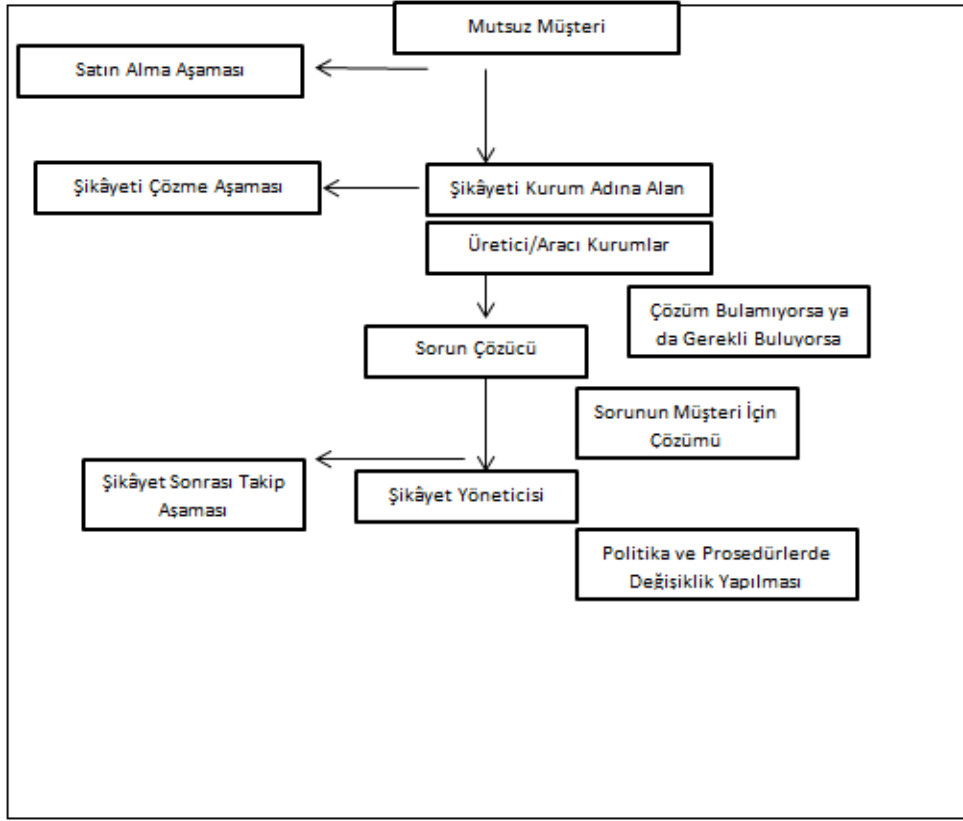 Mutsuz Müşteri
Satın Alma Aşaması
Şikâyeti Çözme Aşaması
Şikâyeti Kurum Adına Alan
Üretici/Aracı Kurumlar
Çözüm Bulamıyorsa ya
da Gerekli Buluyorsa
Sorun Çözücü
Sorunun Müşteri İçin
Çözümü
Şikâyet Sonrası Takip
Aşaması
Şikâyet Yöneticisi
Politika ve Prosedürlerde
Değişiklik Yapılması